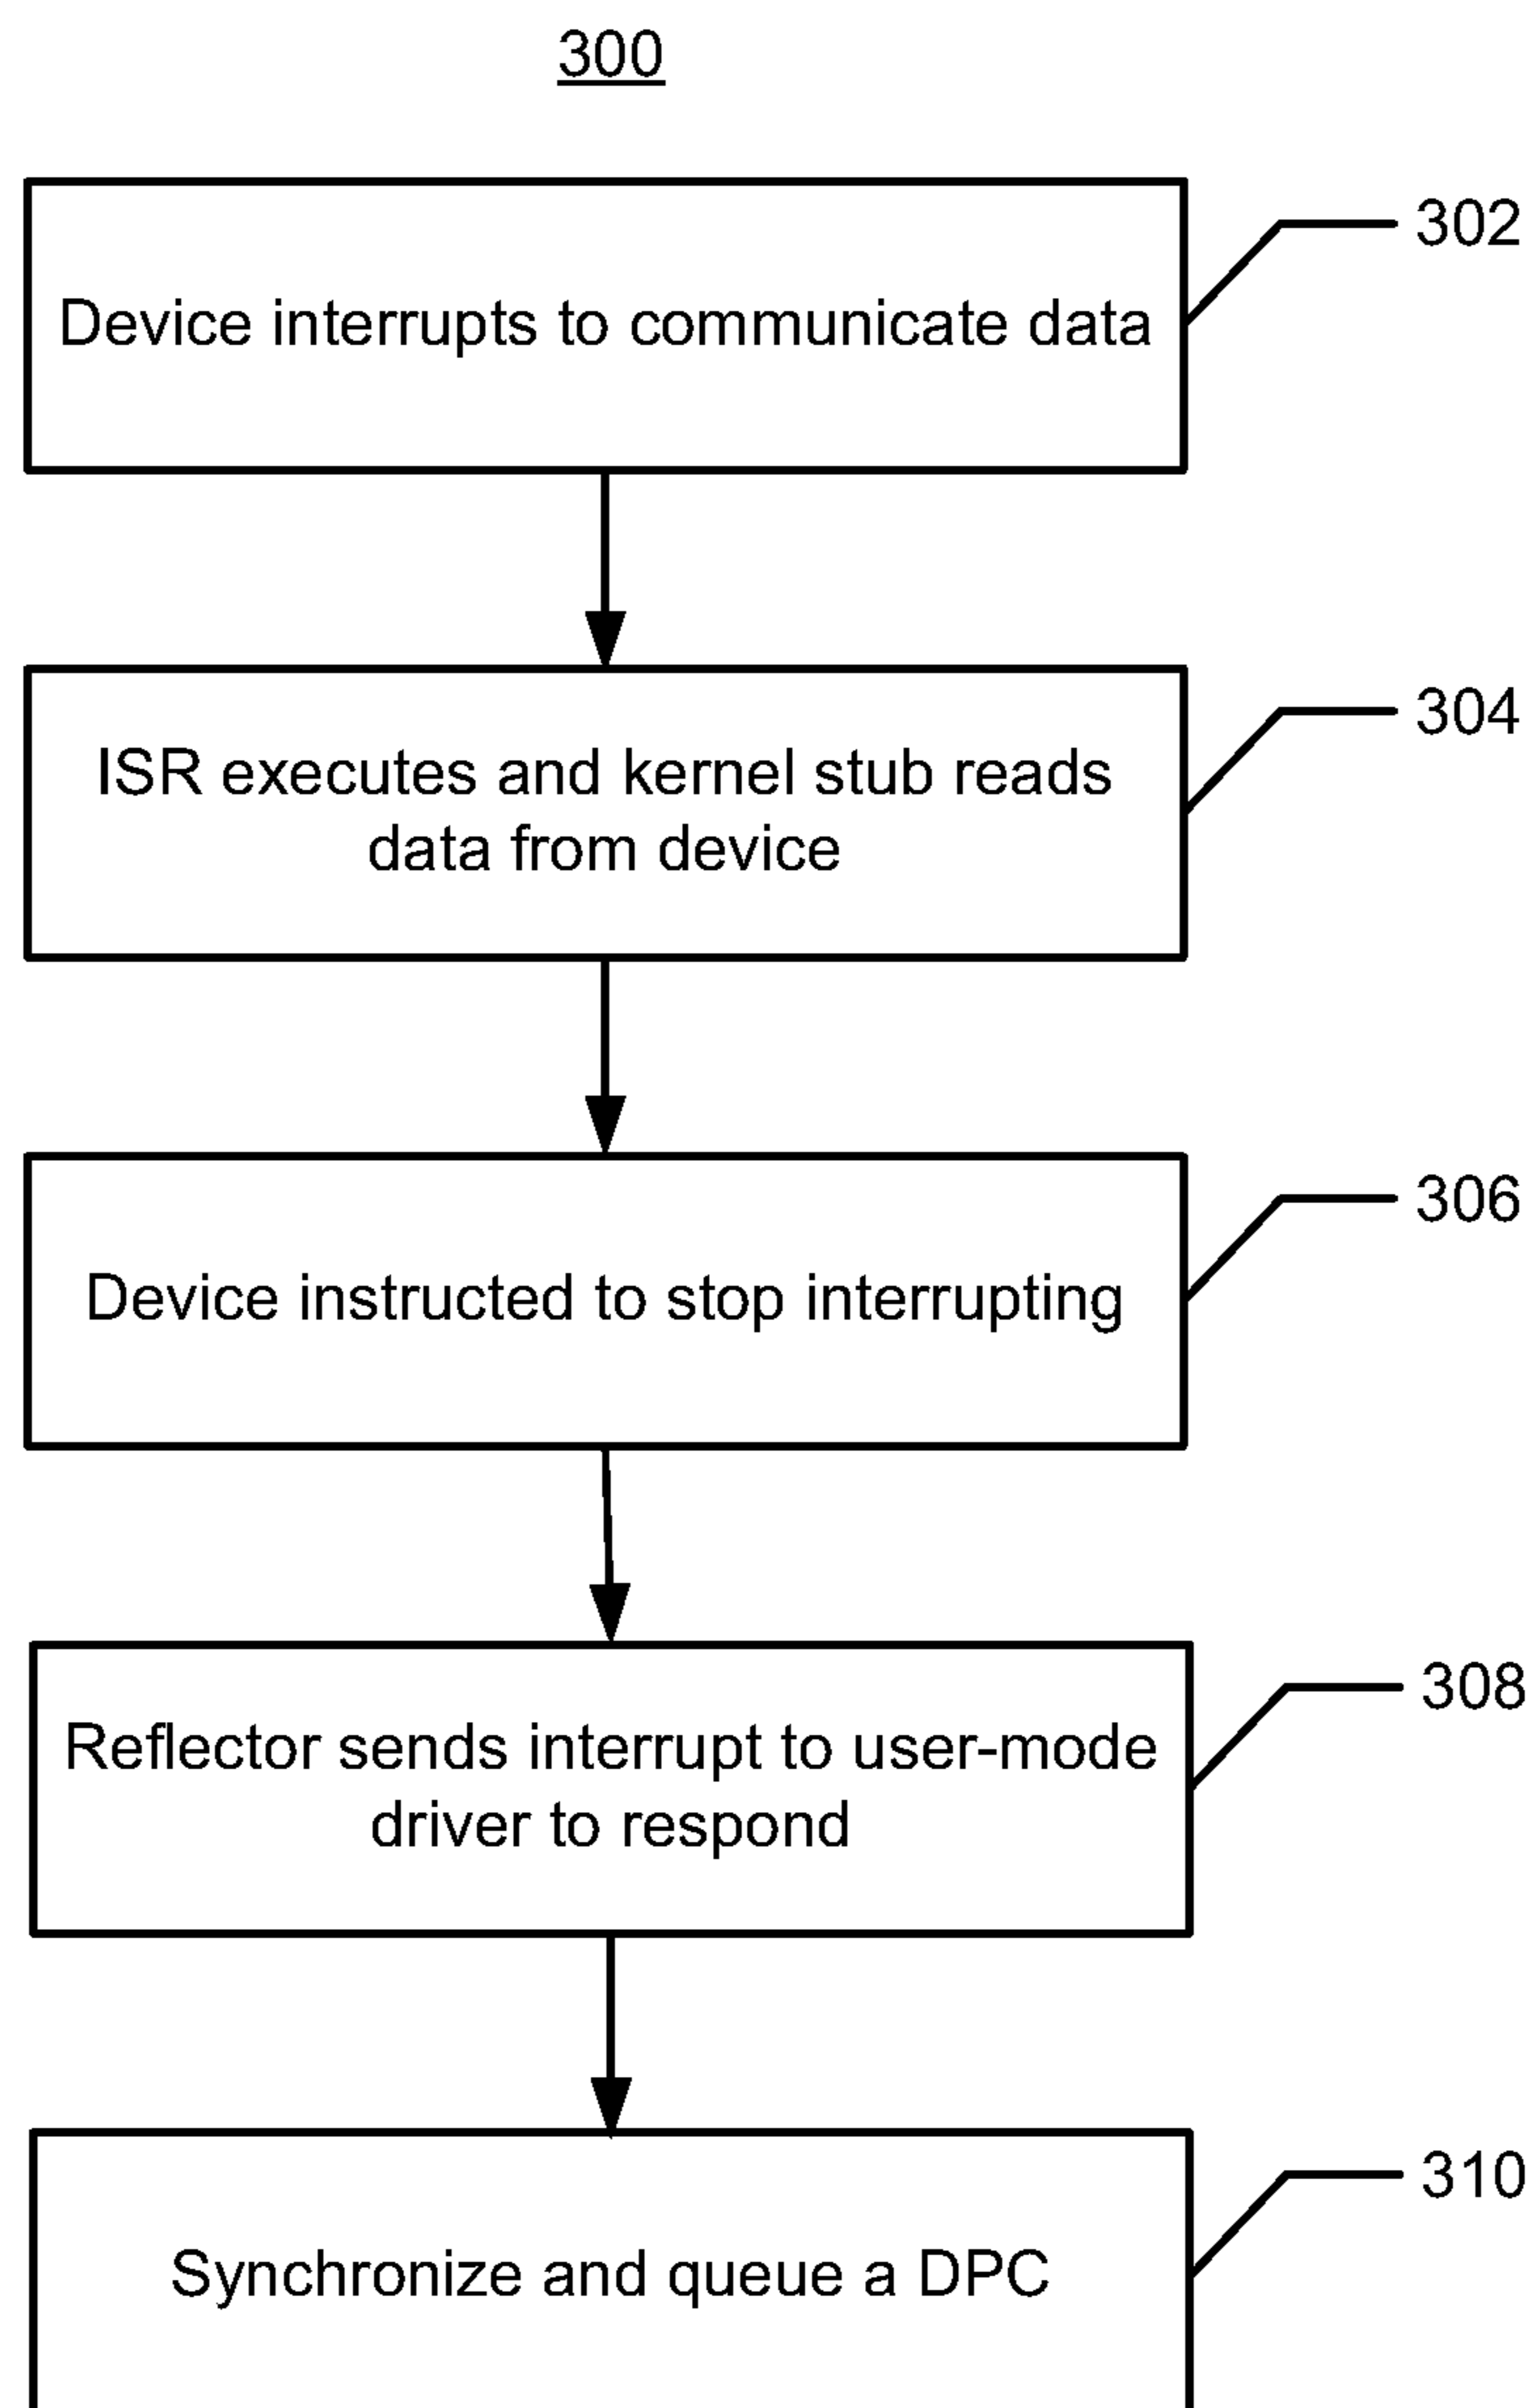 300
302
Device interrupts to communicate data
304
ISR executes and kernel stub reads
data from device
306
Device instructed to stop interrupting
308
Reflector sends interrupt to user-mode
driver to respond
310
Synchronize and queue a DPC